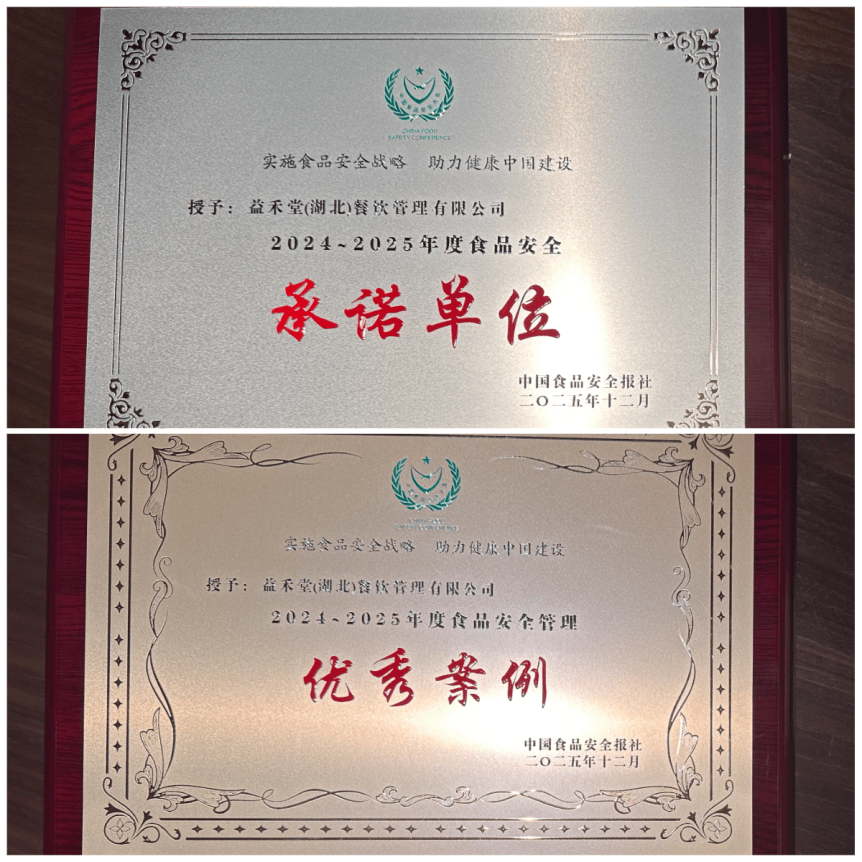 CHINA FOOD
SAFETY CONFERENCE
实施食品安全战略 助力健康中国建设
授予：益禾堂(湖北)餐饮管理有限公司
2024~2025年度食品安全
承诺单位
中国食品安全报社
二〇二五年十二月
实施食品安全战略 助力健康中国建设
授予：益禾堂(湖北)餐饮管理有限公司
2024~2025年度食品安全管理
优秀案例
中国食品安全报社
二〇二五年十二月